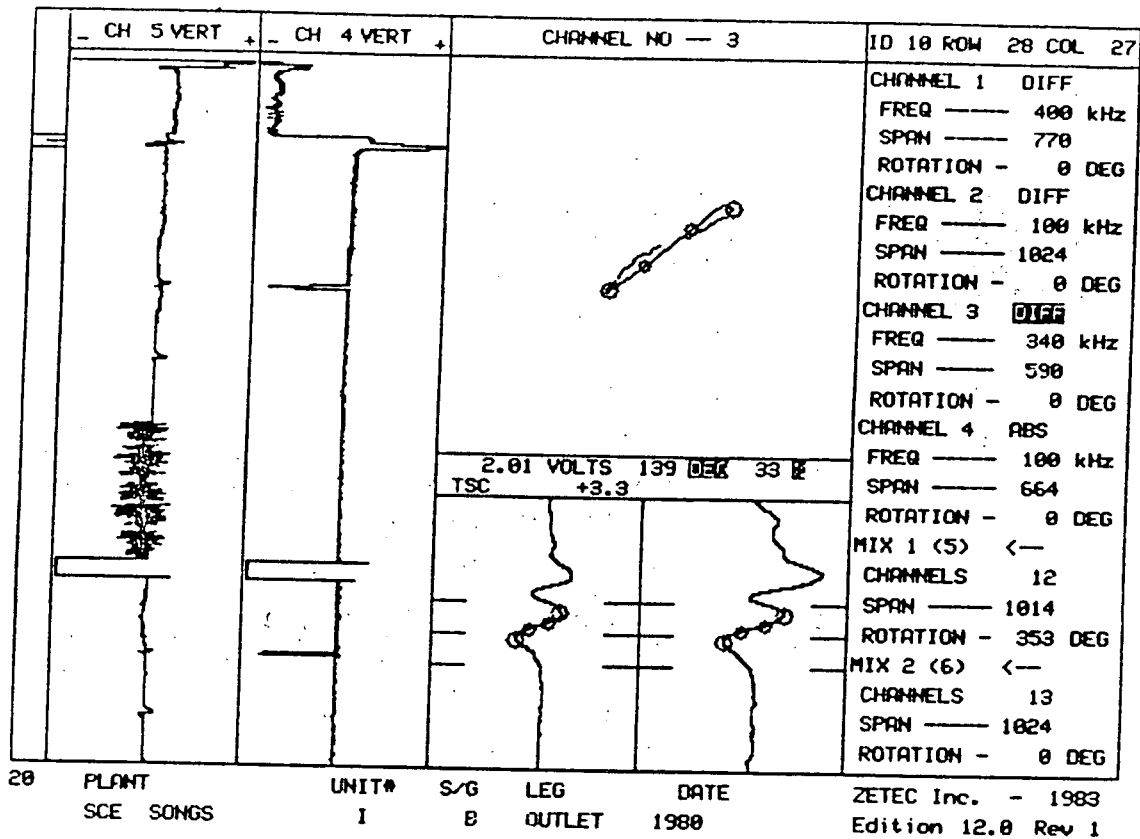 _ CH 5 VERT +
_ CH 4 VERT +
CHANNEL NO — 3
ID 10 ROW 28 COL 27
CHANNEL 1 DIFF
FREQ —— 400 kHz
SPAN —— 770
ROTATION - 0 DEG
CHANNEL 2 DIFF
FREQ —— 100 kHz
SPAN —— 1024
ROTATION - 0 DEG
CHANNEL 3 DIFF
FREQ —— 340 kHz
SPAN —— 590
ROTATION - 0 DEG
CHANNEL 4 ABS
FREQ —— 100 kHz
SPAN —— 664
ROTATION - 0 DEG
MIX 1 (5) <—
CHANNELS 12
SPAN —— 1014
ROTATION - 353 DEG
MIX 2 (6) <—
CHANNELS 13
SPAN —— 1024
ROTATION - 0 DEG
2.01 VOLTS 139 DEG 33 %
TSC +3.3
20
PLANT UNIT# S/G LEG DATE
SCE SONGS I B OUTLET 1980
ZETEC Inc. - 1983
Edition 12.0 Rev 1